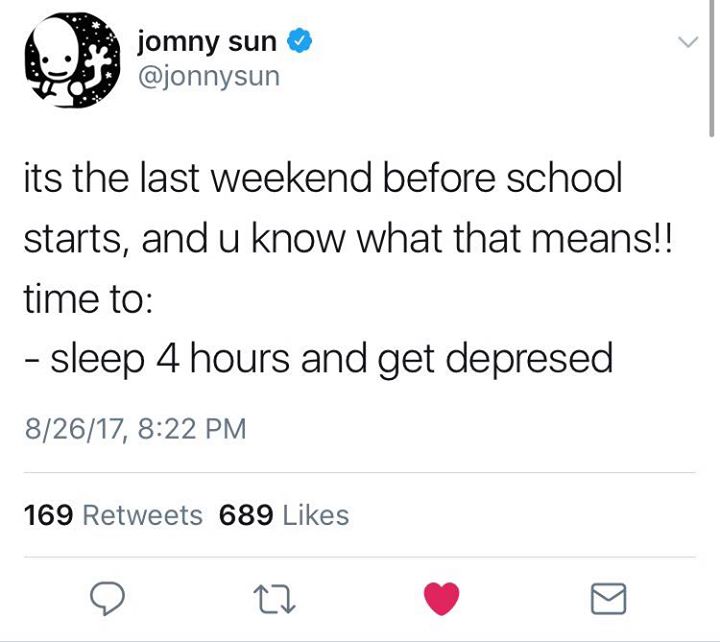 jomny sun
@jonnysun
its the last weekend before school
starts, and u know what that means!!
time to:
- sleep 4 hours and get depresed
8/26/17, 8:22 PM
169 Retweets 689 Likes